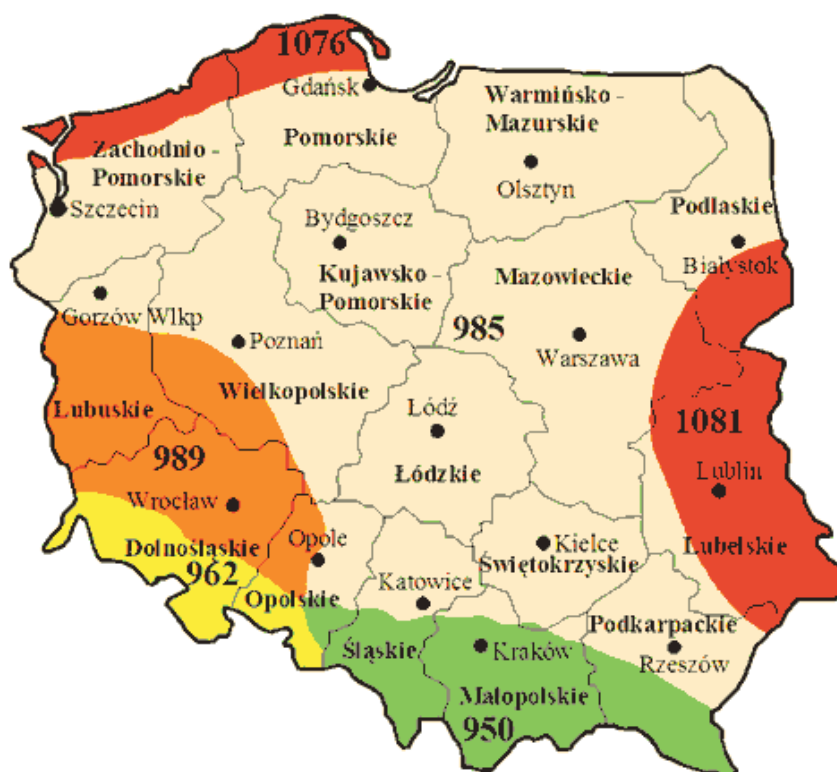 1076
Gdańsk
Pomorskie
Warmińsko -
Mazurskie
Olsztyn
Zachodnio -
Pomorskie
Szczecin
Bydgoszcz
Kujawsko -
Pomorskie
Podlaskie
Białystok
Mazowieckie
985
Warszawa
Gorzów Wlkp
Poznań
Wielkopolskie
Lubuskie
Łódź
Łódzkie
1081
Lublin
Lubelskie
989
Wrocław
Dolnośląskie
962
Opole
Opolskie
Katowice
Kielce
Świętokrzyskie
Śląskie
Kraków
Małopolskie
950
Podkarpackie
Rzeszów